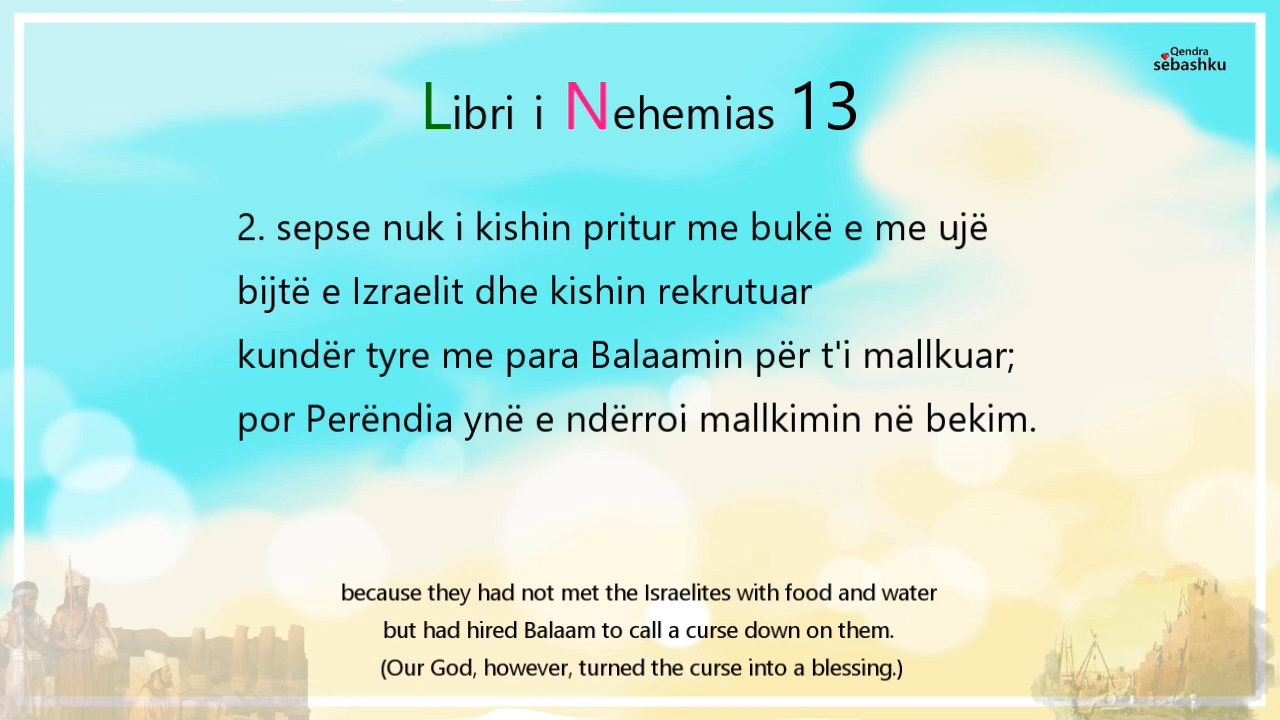 Qendra
sëbashku
Libri i Nehemias 13
2. sepse nuk i kishin pritur me bukë e me ujë
bijtë e Izraelit dhe kishin rekrutuar
kundër tyre me para Balaamin për t'i mallkuar;
por Perëndia ynë e ndërroi mallkimin në bekim.
because they had not met the Israelites with food and water
but had hired Balaam to call a curse down on them.
(Our God, however, turned the curse into a blessing.)